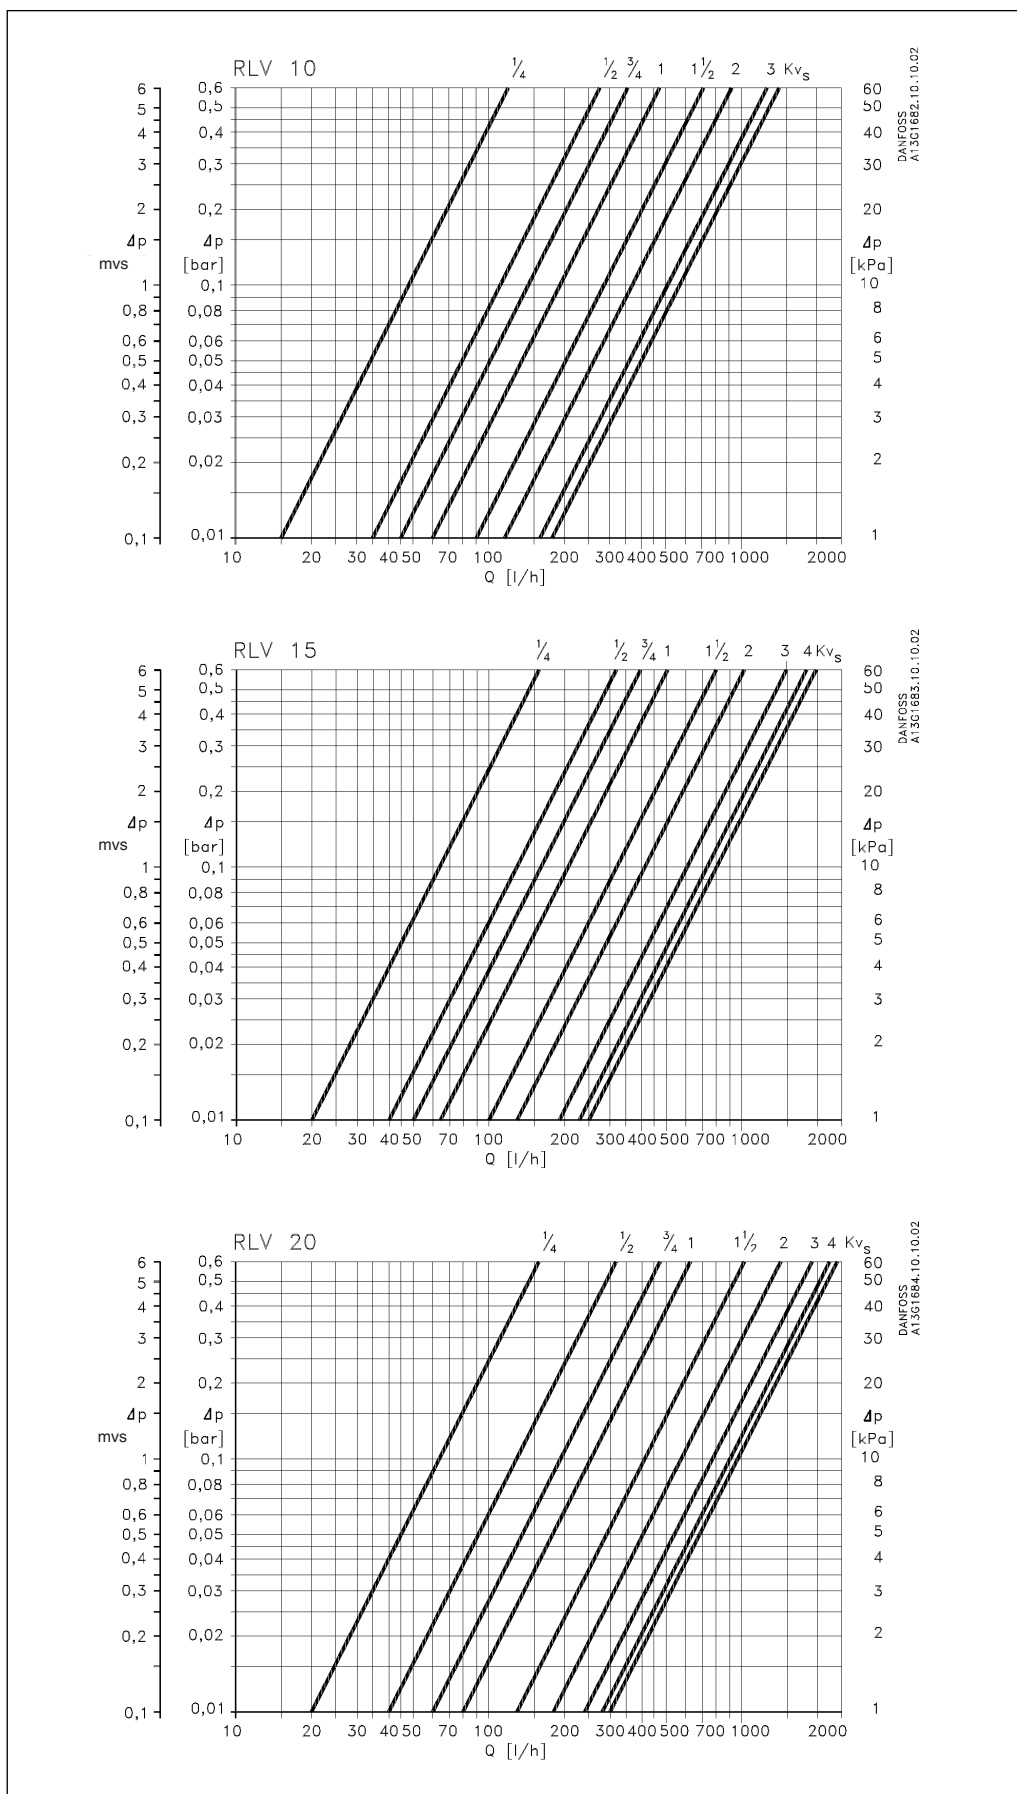 RLV 10 ¼ ½ ¾ 1 1½ 2 3 Kvs
6 0,6 60
5 0,5 50
4 0,4 40
3 0,3 30
2 0,2 20
Δp Δp Δp
mvs [bar] [kPa]
1 0,1 10
0,8 0,08 8
0,6 0,06 6
0,5 0,05 5
0,4 0,04 4
0,3 0,03 3
0,2 0,02 2
0,1 0,01 1
10 20 30 40 50 70 100 200 300 400 500 700 1000 2000
Q [l/h]
DANFOSS
A13G1682.10.10.02
RLV 15 ¼ ½ ¾ 1 1½ 2 3 4 Kvs
6 0,6 60
5 0,5 50
4 0,4 40
3 0,3 30
2 0,2 20
Δp Δp Δp
mvs [bar] [kPa]
1 0,1 10
0,8 0,08 8
0,6 0,06 6
0,5 0,05 5
0,4 0,04 4
0,3 0,03 3
0,2 0,02 2
0,1 0,01 1
10 20 30 40 50 70 100 200 300 400 500 700 1000 2000
Q [l/h]
DANFOSS
A13G1683.10.10.02
RLV 20 ¼ ½ ¾ 1 1½ 2 3 4 Kvs
6 0,6 60
5 0,5 50
4 0,4 40
3 0,3 30
2 0,2 20
Δp Δp Δp
mvs [bar] [kPa]
1 0,1 10
0,8 0,08 8
0,6 0,06 6
0,5 0,05 5
0,4 0,04 4
0,3 0,03 3
0,2 0,02 2
0,1 0,01 1
10 20 30 40 50 70 100 200 300 400 500 700 1000 2000
Q [l/h]
DANFOSS
A13G1684.10.10.02